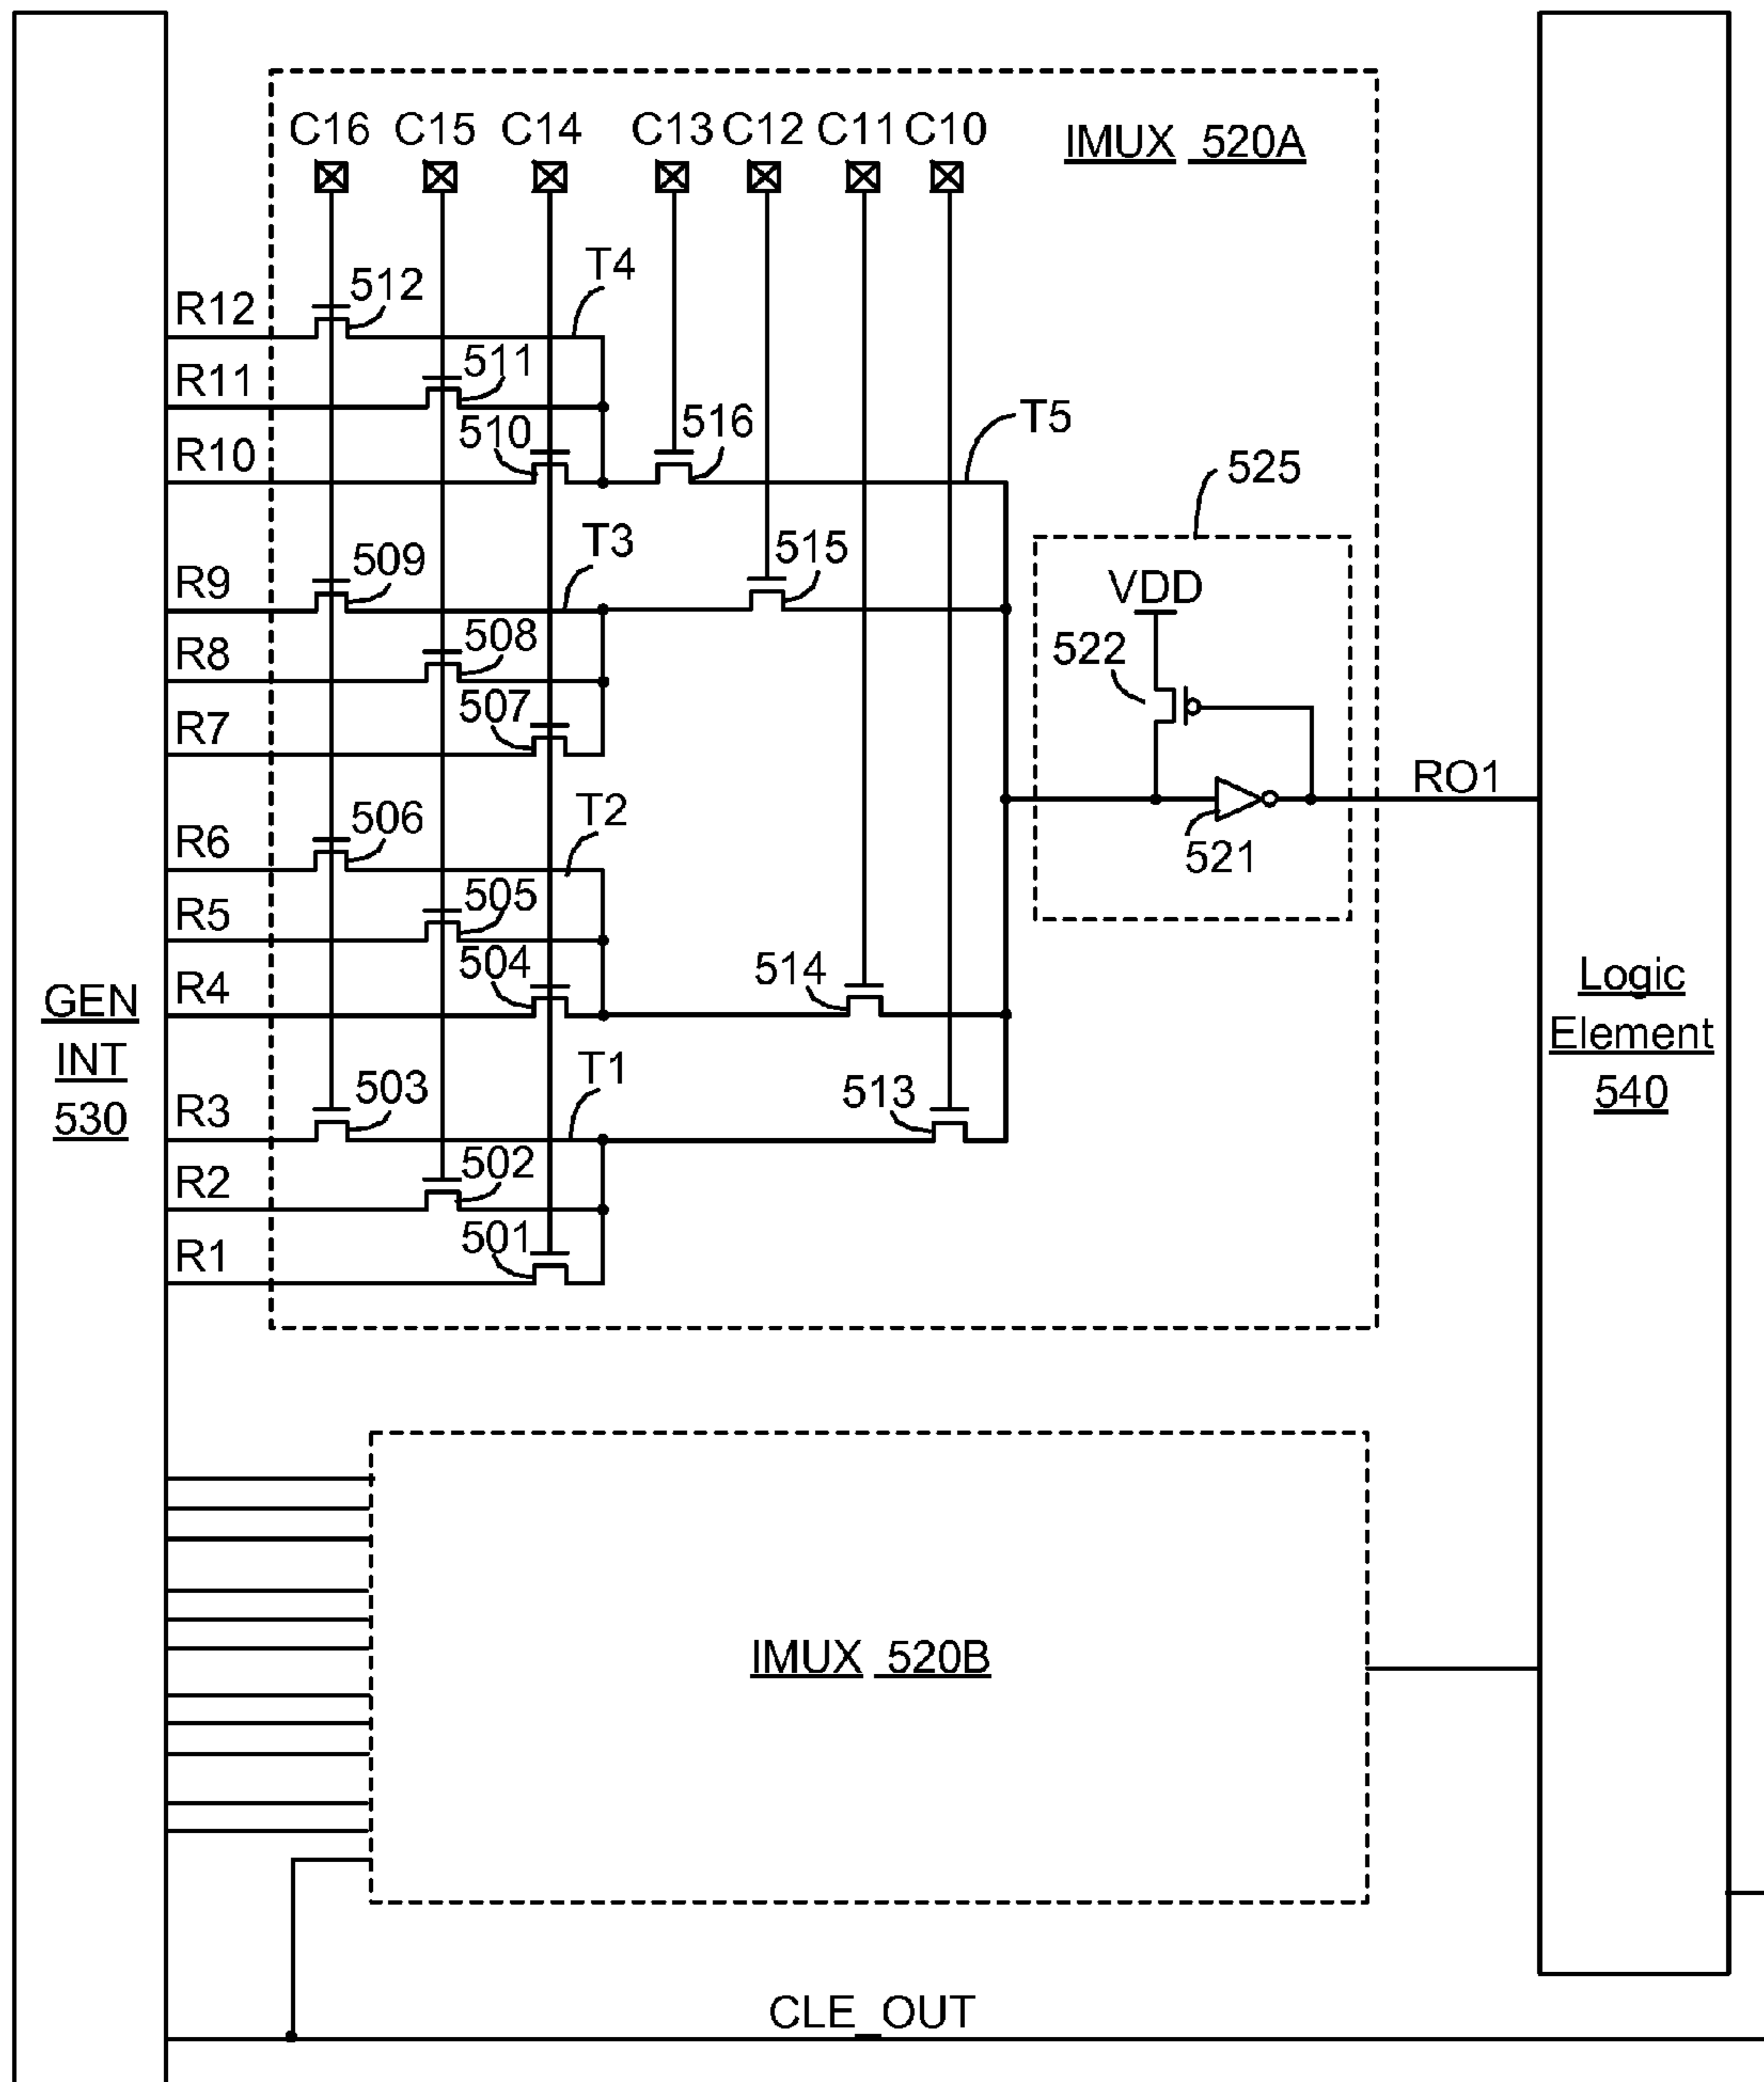 C16 C15 C14 C13 C12 C11 C10
IMUX 520A
T4
512
R12
511
R11
510
516
T5
R10
525
T3
509
515
R9
VDD
508
522
R8
507
R7
RO1
T2
506
R6
521
505
R5
504
514
R4
GEN
INT
530
Logic
Element
540
T1
503
513
R3
502
R2
501
R1
IMUX 520B
CLE_OUT